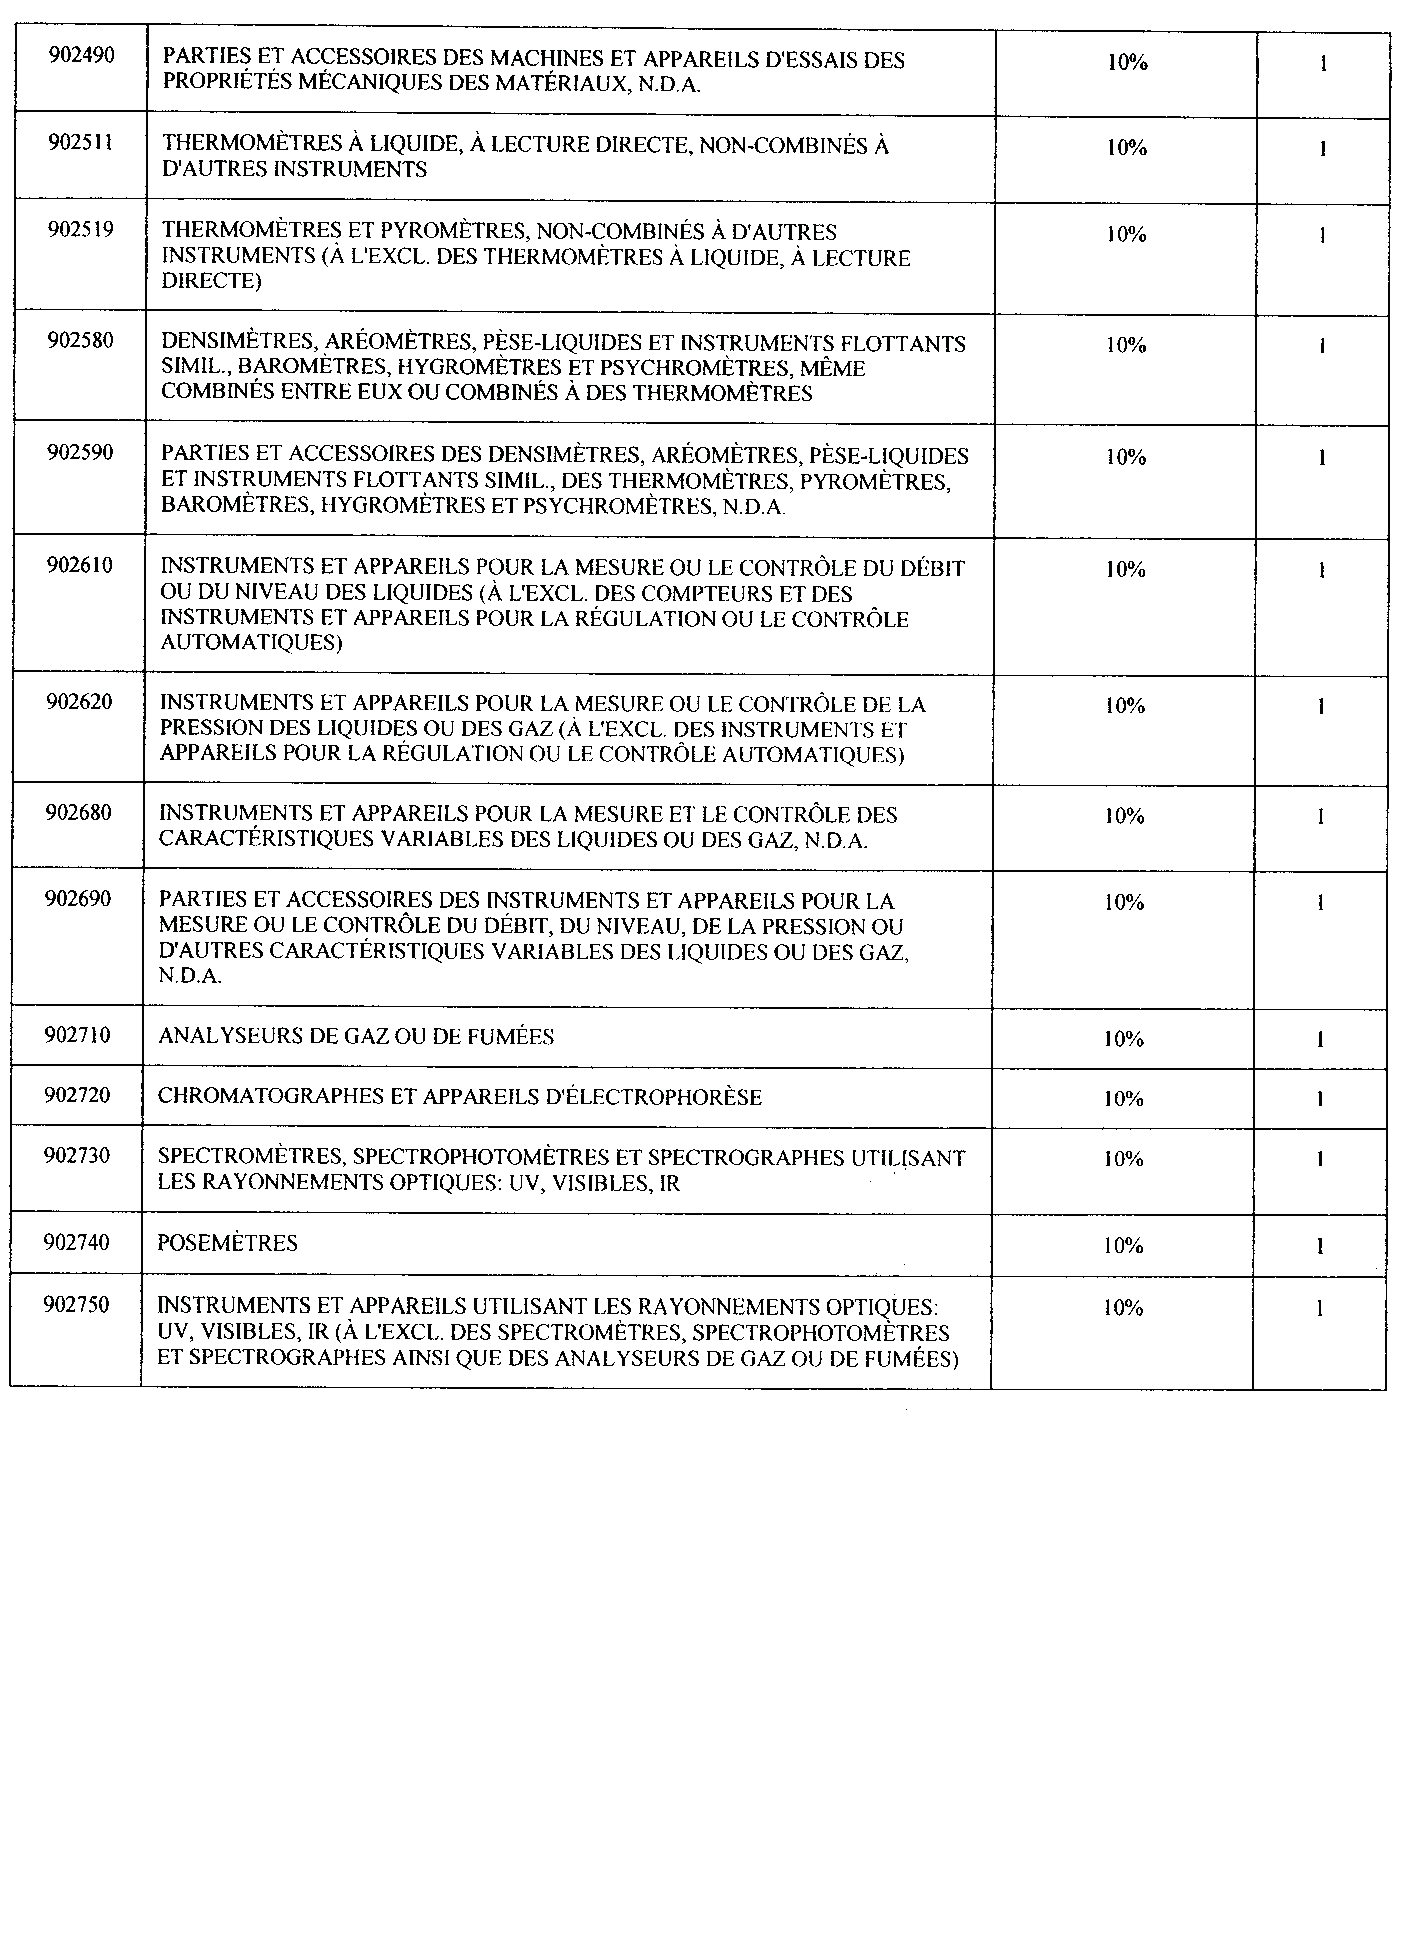 902490 PARTIES ET ACCESSOIRES DES MACHINES ET APPAREILS D'ESSAIS DES 10% 1
PROPRIÉTÉS MÉCANIQUES DES MATÉRIAUX, N.D.A.
902511 THERMOMÈTRES À LIQUIDE, À LECTURE DIRECTE, NON-COMBINÉS À 10% 1
D'AUTRES INSTRUMENTS
902519 THERMOMÈTRES ET PYROMÈTRES, NON-COMBINÉS À D'AUTRES 10% 1
INSTRUMENTS (À L'EXCL. DES THERMOMÈTRES À LIQUIDE, À LECTURE
DIRECTE)
902580 DENSIMÈTRES, ARÉOMÈTRES, PÈSE-LIQUIDES ET INSTRUMENTS FLOTTANTS 10% 1
SIMIL., BAROMÈTRES, HYGROMÈTRES ET PSYCHROMÈTRES, MÊME
COMBINÉS ENTRE EUX OU COMBINÉS À DES THERMOMÈTRES
902590 PARTIES ET ACCESSOIRES DES DENSIMÈTRES, ARÉOMÈTRES, PÈSE-LIQUIDES 10% 1
ET INSTRUMENTS FLOTTANTS SIMIL., DES THERMOMÈTRES, PYROMÈTRES,
BAROMÈTRES, HYGROMÈTRES ET PSYCHROMÈTRES, N.D.A.
902610 INSTRUMENTS ET APPAREILS POUR LA MESURE OU LE CONTRÔLE DU DÉBIT 10% 1
OU DU NIVEAU DES LIQUIDES (À L'EXCL. DES COMPTEURS ET DES
INSTRUMENTS ET APPAREILS POUR LA RÉGULATION OU LE CONTRÔLE
AUTOMATIQUES)
902620 INSTRUMENTS ET APPAREILS POUR LA MESURE OU LE CONTRÔLE DE LA 10% 1
PRESSION DES LIQUIDES OU DES GAZ (À L'EXCL. DES INSTRUMENTS ET
APPAREILS POUR LA RÉGULATION OU LE CONTRÔLE AUTOMATIQUES)
902680 INSTRUMENTS ET APPAREILS POUR LA MESURE ET LE CONTRÔLE DES 10% 1
CARACTÉRISTIQUES VARIABLES DES LIQUIDES OU DES GAZ, N.D.A.
902690 PARTIES ET ACCESSOIRES DES INSTRUMENTS ET APPAREILS POUR LA 10% 1
MESURE OU LE CONTRÔLE DU DÉBIT, DU NIVEAU, DE LA PRESSION OU
D'AUTRES CARACTÉRISTIQUES VARIABLES DES LIQUIDES OU DES GAZ,
N.D.A.
902710 ANALYSEURS DE GAZ OU DE FUMÉES 10% 1
902720 CHROMATOGRAPHES ET APPAREILS D'ÉLECTROPHORÈSE 10% 1
902730 SPECTROMÈTRES, SPECTROPHOTOMÈTRES ET SPECTROGRAPHES UTILISANT 10% 1
LES RAYONNEMENTS OPTIQUES: UV, VISIBLES, IR
902740 POSEMÈTRES 10% 1
902750 INSTRUMENTS ET APPAREILS UTILISANT LES RAYONNEMENTS OPTIQUES: 10% 1
UV, VISIBLES, IR (À L'EXCL. DES SPECTROMÈTRES, SPECTROPHOTOMÈTRES
ET SPECTROGRAPHES AINSI QUE DES ANALYSEURS DE GAZ OU DE FUMÉES)